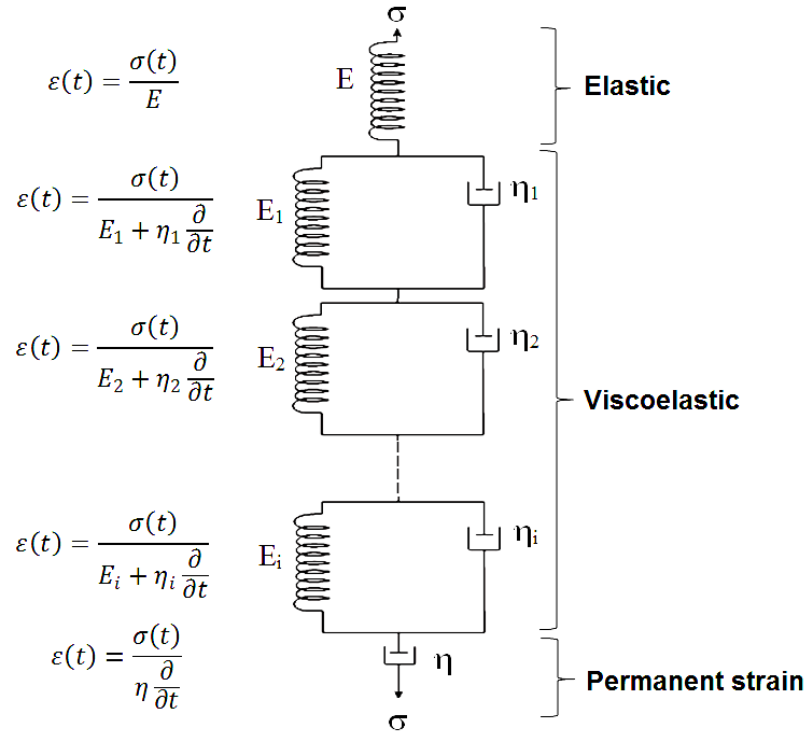 σ
ε(t) = σ(t) / E
E
Elastic
ε(t) = σ(t) / (E₁ + η₁ ∂/∂t)
E₁
η₁
ε(t) = σ(t) / (E₂ + η₂ ∂/∂t)
E₂
η₂
Viscoelastic
ε(t) = σ(t) / (Eᵢ + ηᵢ ∂/∂t)
Eᵢ
ηᵢ
ε(t) = σ(t) / (η ∂/∂t)
η
Permanent strain
σ